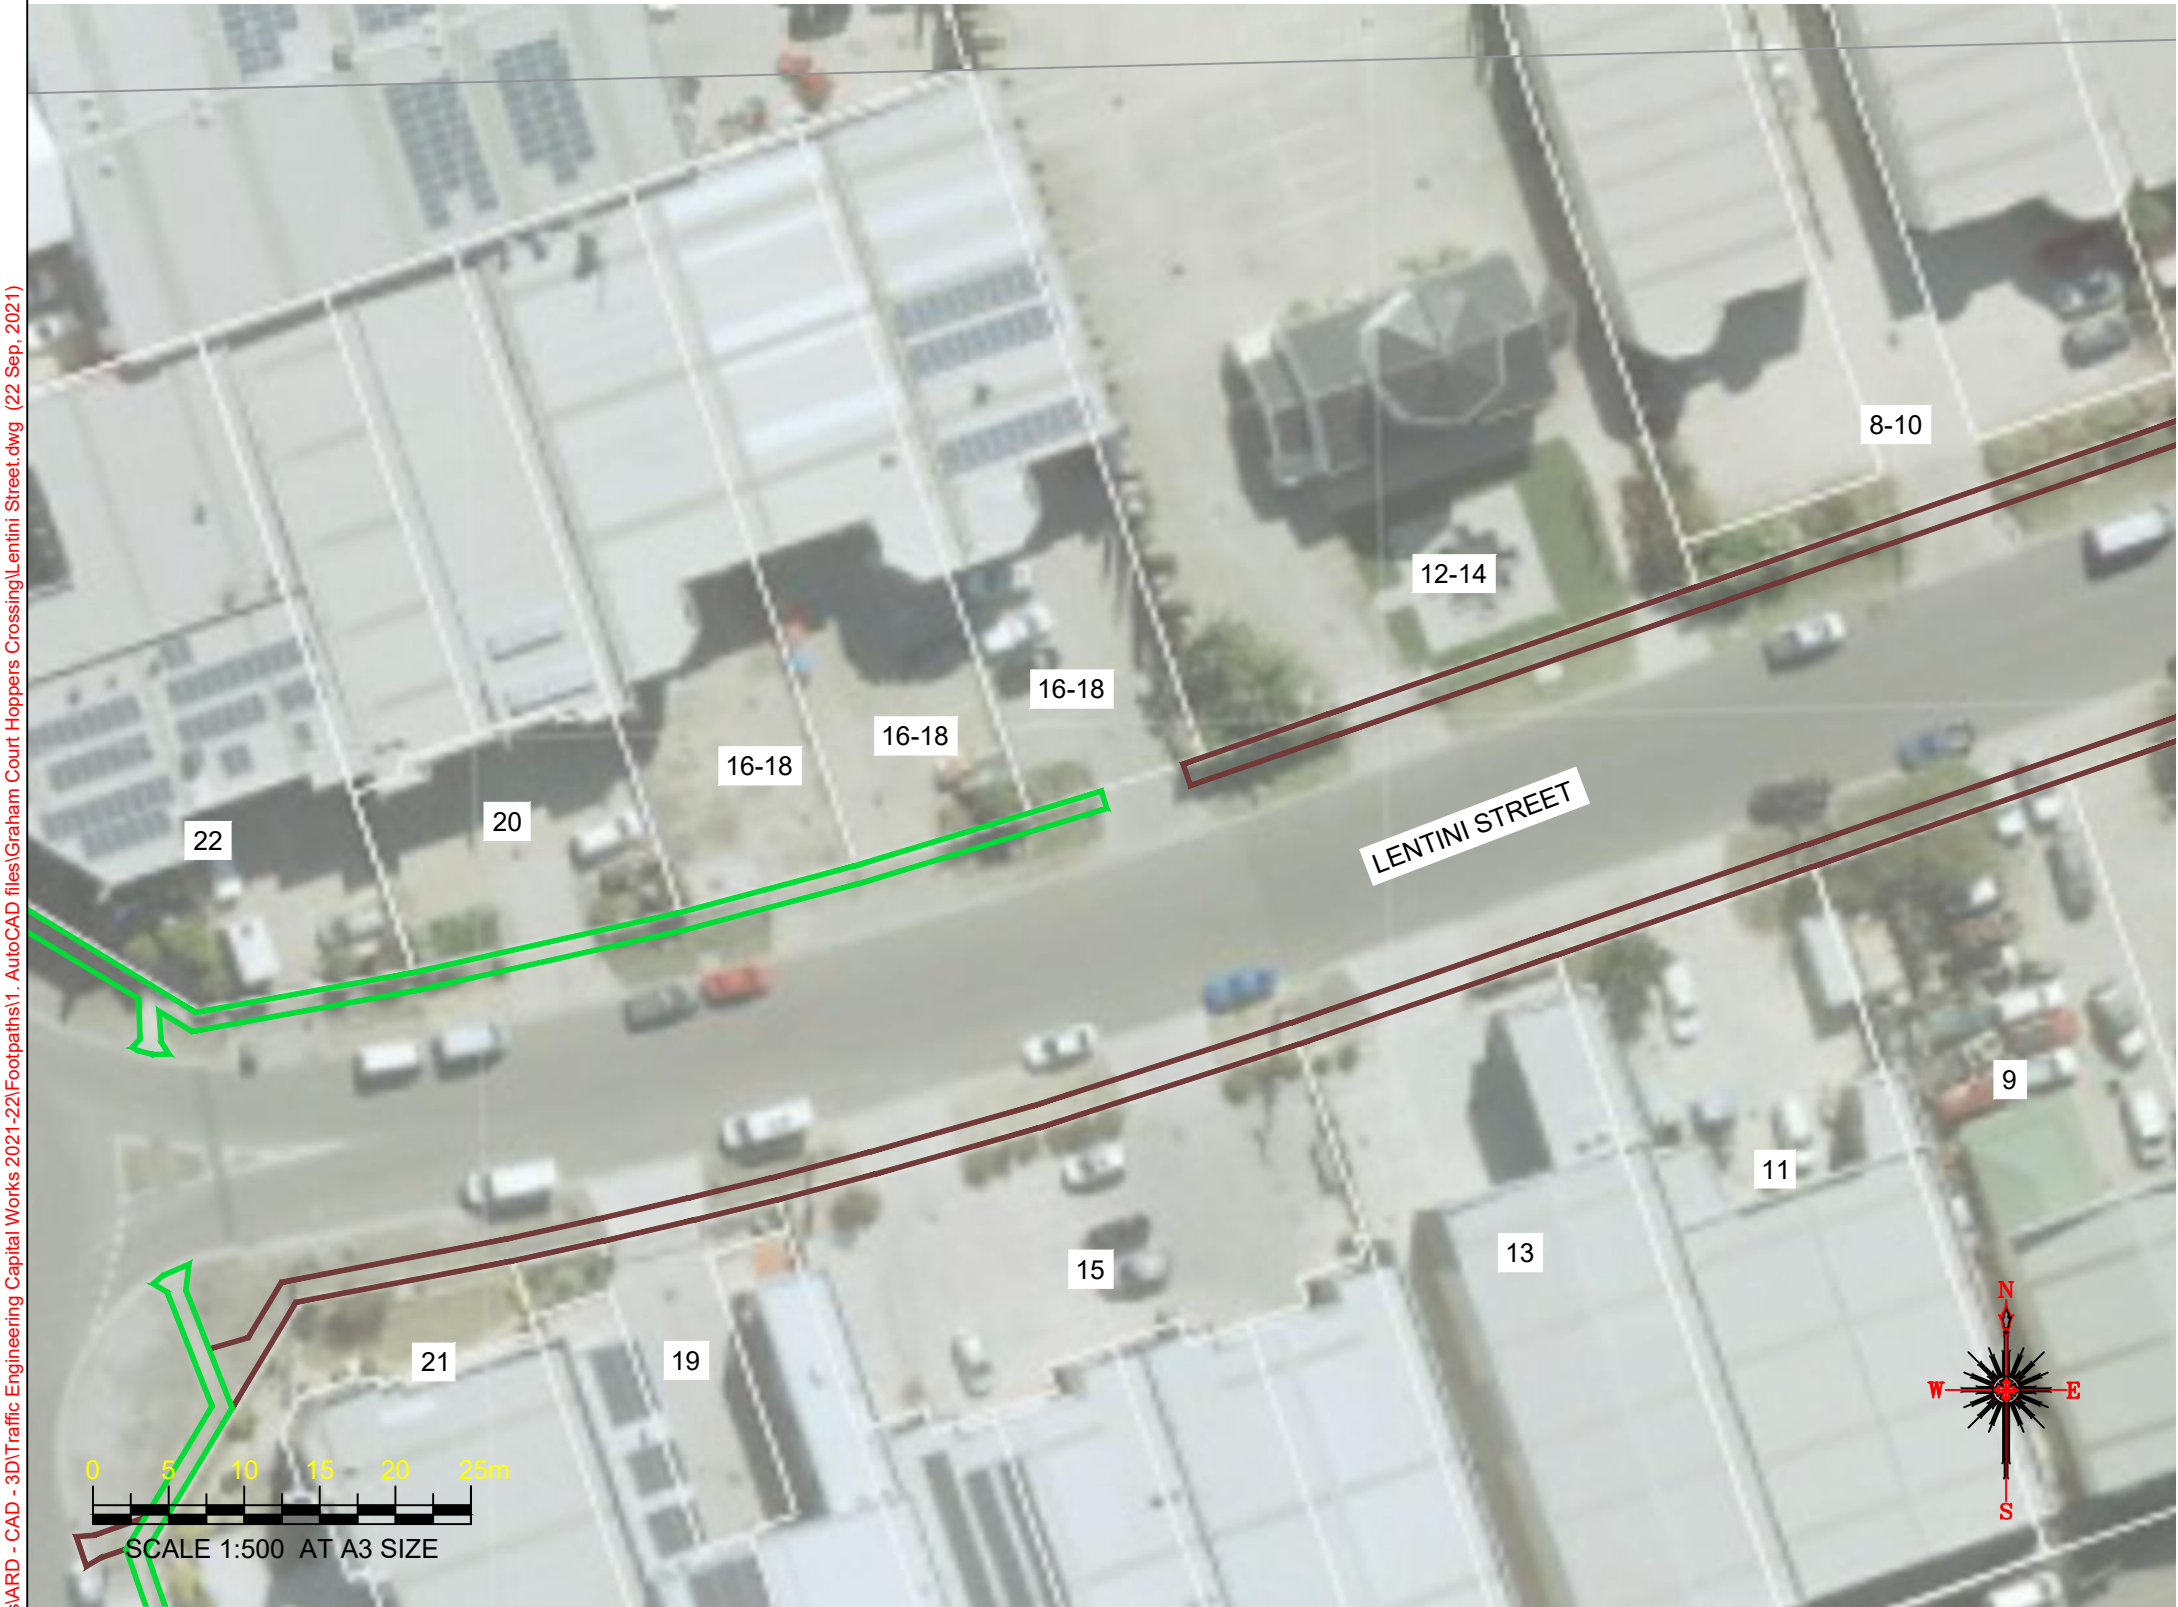 s\ARD - CAD - 3D\Traffic Engineering Capital Works 2021-22\Footpaths\1. AutoCAD files\Graham Court Hoppers Crossing\Lentini Street.dwg (22 Sep, 2021)
8-10
12-14
16-18
16-18
16-18
20
22
LENTINI STREET
9
11
13
15
19
21
N
W E
S
0 5 10 15 20 25m
SCALE 1:500 AT A3 SIZE